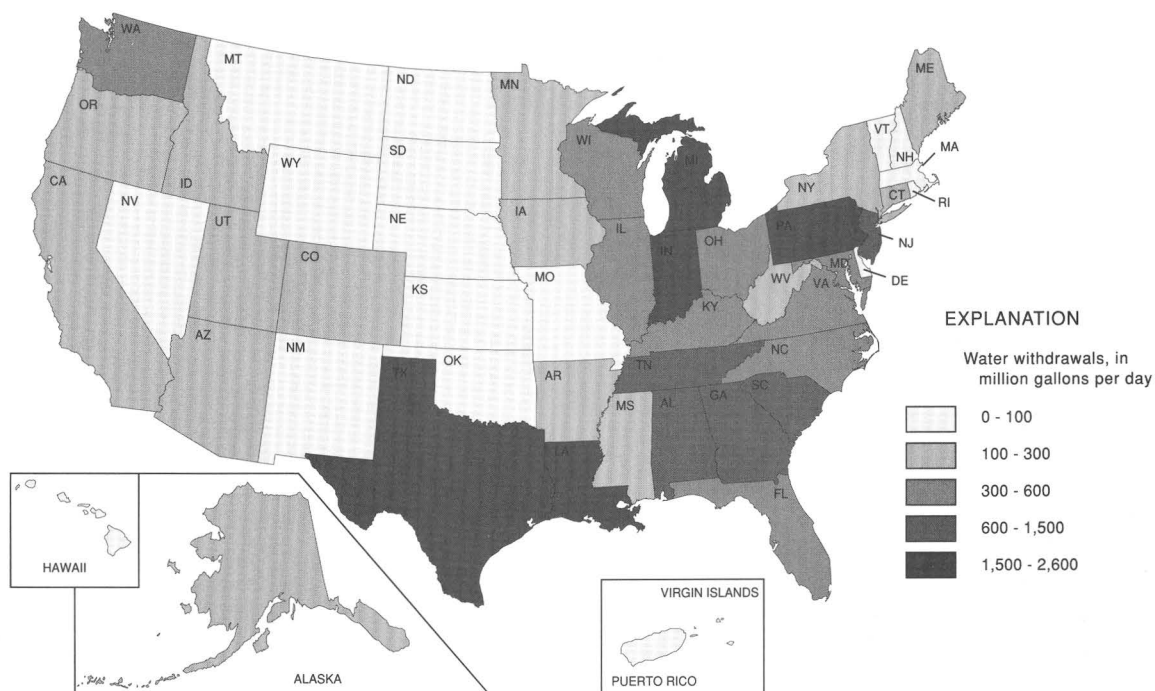 WA
MT
ND
MN
ME
OR
VT
NH
MA
WI
MI
NY
ID
WY
SD
CT
RI
CA
NV
UT
NE
IA
IL
IN
OH
PA
NJ
CO
MD
DE
KS
MO
WV
VA
KY
AZ
NM
OK
TX
AR
TN
NC
SC
MS
AL
GA
LA
FL
HAWAII
ALASKA
VIRGIN ISLANDS
PUERTO RICO
EXPLANATION
Water withdrawals, in
million gallons per day
0 - 100
100 - 300
300 - 600
600 - 1,500
1,500 - 2,600